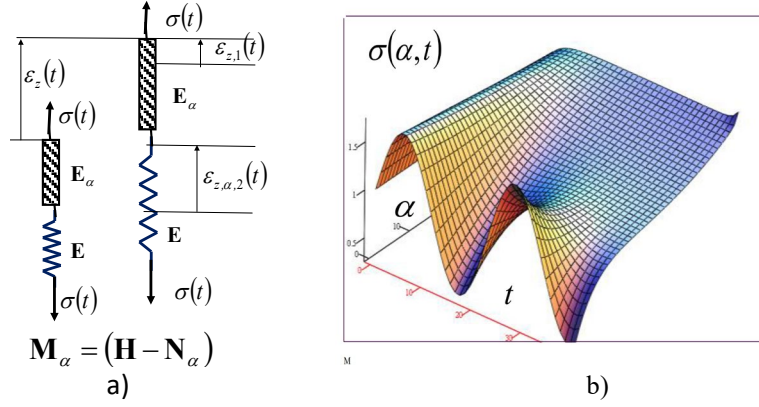 σ(t)
ε_{z,1}(t)
ε_z(t)
σ(t)
E_α
E_α
ε_{z,α,2}(t)
E
E
σ(t)
σ(t)
M_α = (H − N_α)
a)
σ(α,t)
1.5
1
0.5
0
α
10
0
10
t
20
30
M
b)